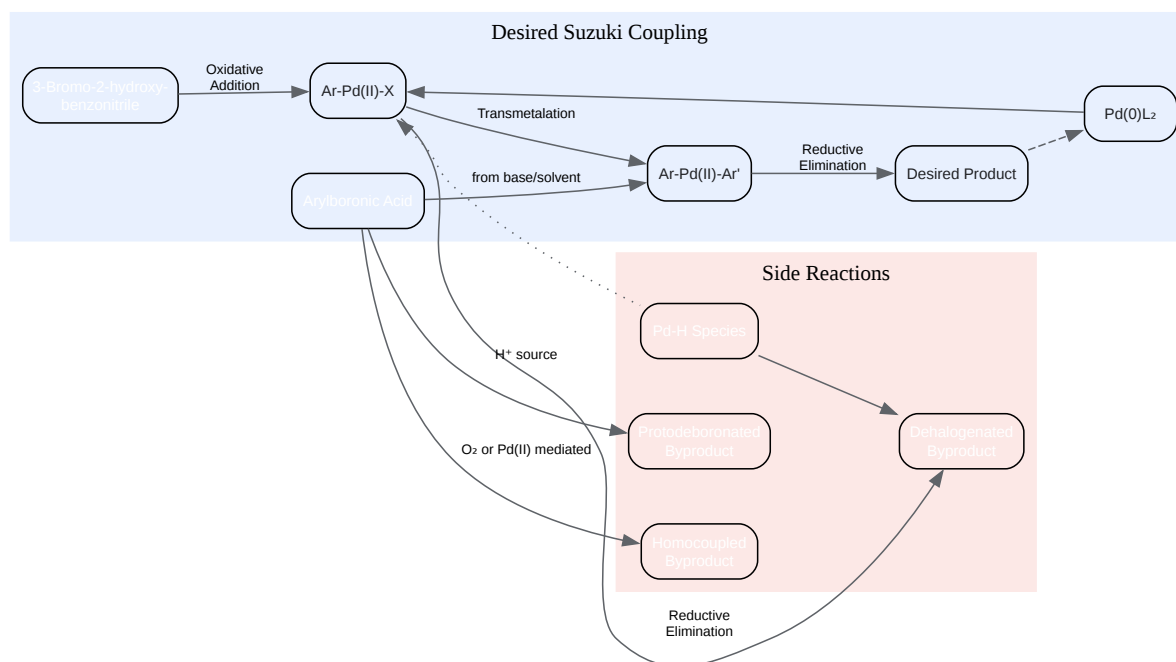 Desired Suzuki Coupling
3-Bromo-2-hydroxy-
benzonitrile
Oxidative
Addition
Ar-Pd(II)-X
Transmetalation
Pd(0)L₂
Arylboronic Acid
from base/solvent
Ar-Pd(II)-Ar'
Reductive
Elimination
Desired Product
Side Reactions
Pd-H Species
H⁺ source
Protodeboronated
Byproduct
Dehalogenated
Byproduct
O₂ or Pd(II) mediated
Homocoupled
Byproduct
Reductive
Elimination